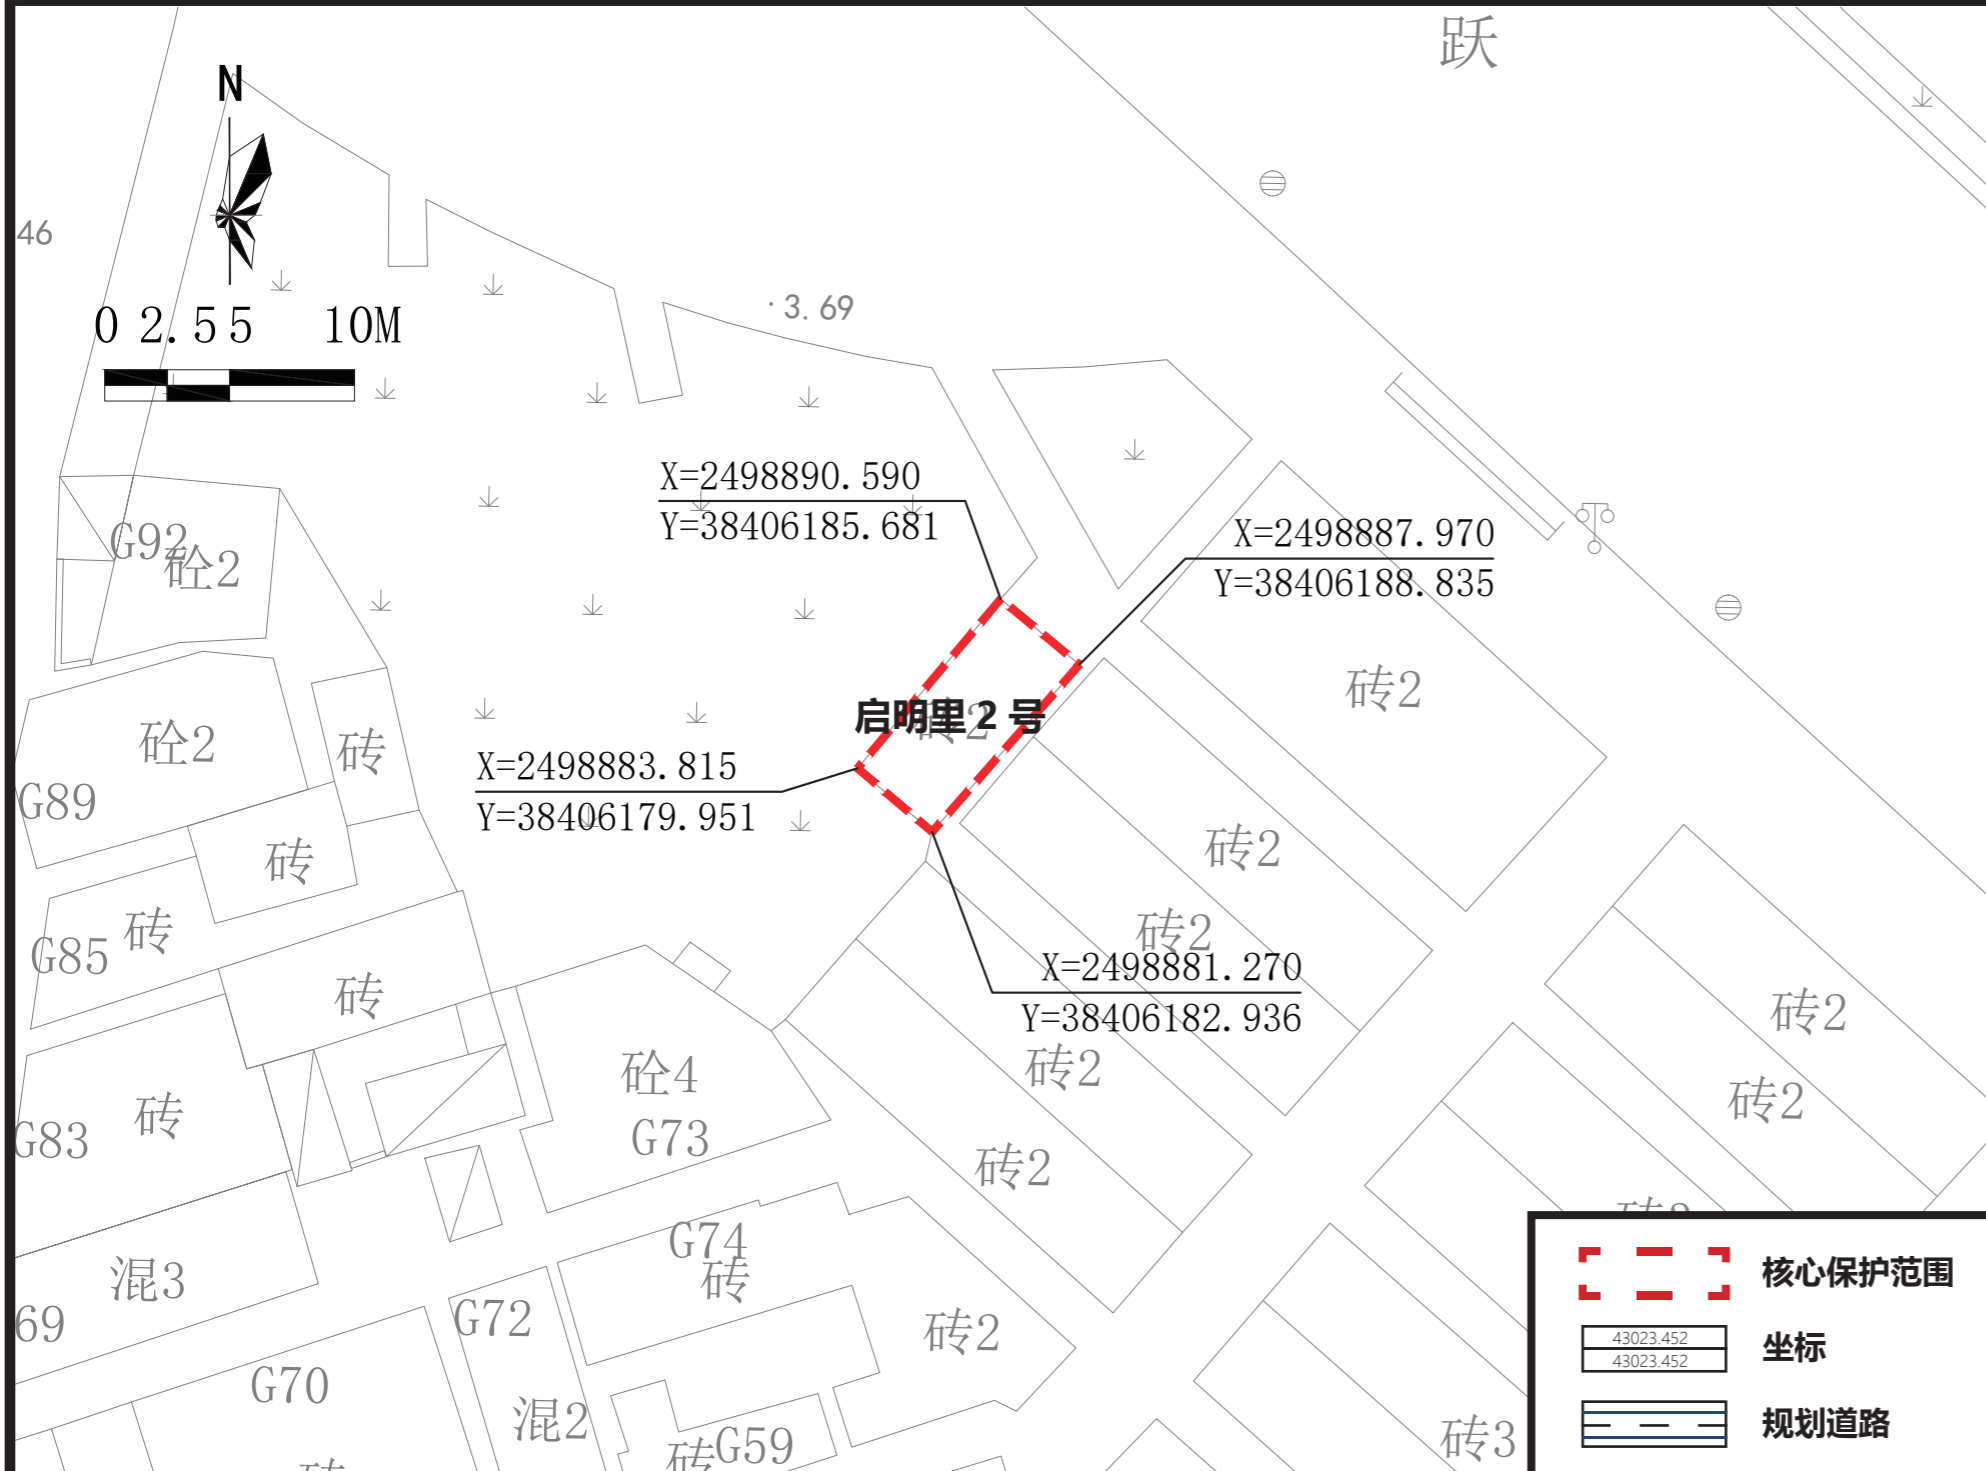 跃
N
46
0 2.5 5 10M
3.69
X=2498890.590
Y=38406185.681
X=2498887.970
Y=38406188.835
G92
砼2
砖2
启明里 2 号
砖2
砼2
砖
X=2498883.815
Y=38406179.951
G89
砖2
砖
砖
砖2
G85
X=2498881.270
Y=38406182.936
砖
砖2
砖2
砼4
砖2
砖
G73
G83
砖2
G74
砖
混3
砖2
69
G72
砖2
G70
混2
砖
G59
砖3
核心保护范围
43023.452
43023.452
坐标
规划道路